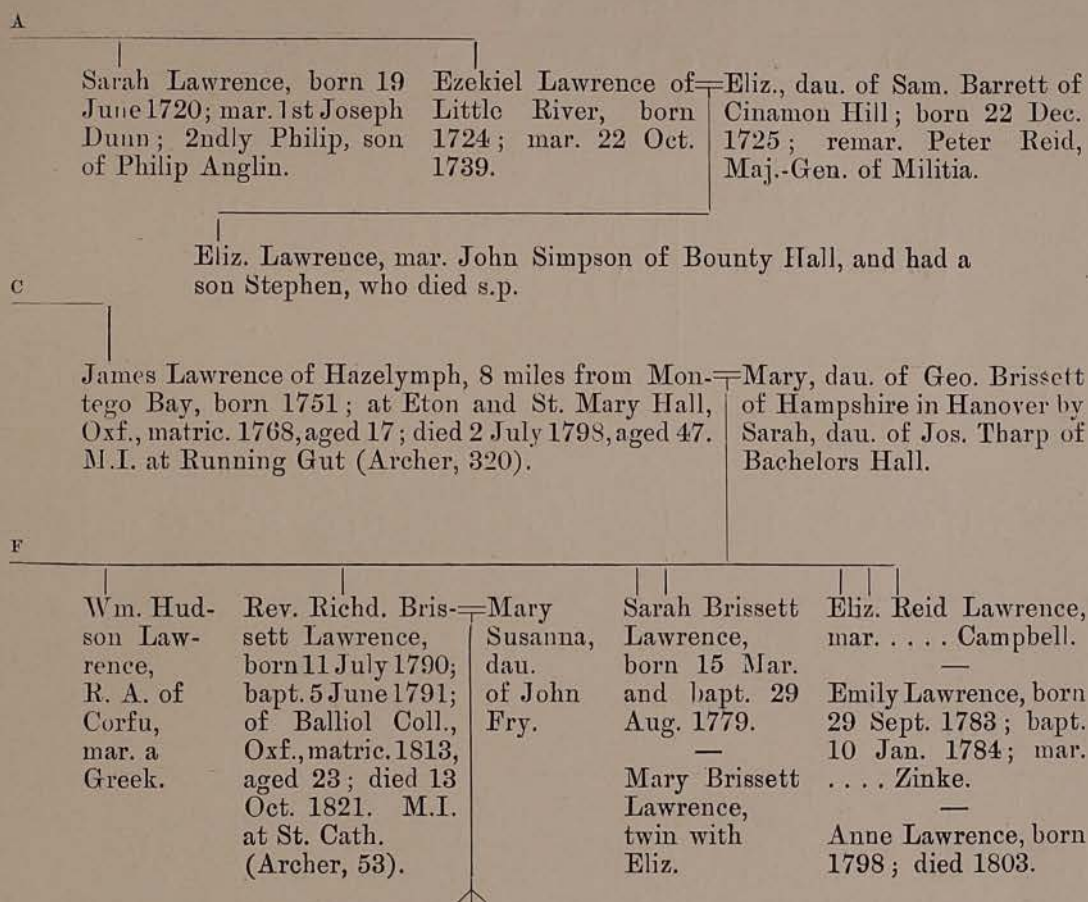 A
Sarah Lawrence, born 19
June 1720; mar. 1st Joseph
Dunn; 2ndly Philip, son
of Philip Anglin.
Ezekiel Lawrence of
Little River, born
1724; mar. 22 Oct.
1739.
Eliz., dau. of Sam. Barrett of
Cinamon Hill; born 22 Dec.
1725; remar. Peter Reid,
Maj.-Gen. of Militia.
Eliz. Lawrence, mar. John Simpson of Bounty Hall, and had a
son Stephen, who died s.p.
C
James Lawrence of Hazelymph, 8 miles from Mon-
tego Bay, born 1751; at Eton and St. Mary Hall,
Oxf., matric. 1768, aged 17; died 2 July 1798, aged 47.
M.I. at Running Gut (Archer, 320).
Mary, dau. of Geo. Brissett
of Hampshire in Hanover by
Sarah, dau. of Jos. Tharp of
Bachelors Hall.
F
Wm. Hud-
son Law-
rence,
R. A. of
Corfu,
mar. a
Greek.
Rev. Richd. Bris-
sett Lawrence,
born 11 July 1790;
bapt. 5 June 1791;
of Balliol Coll.,
Oxf., matric. 1813,
aged 23; died 13
Oct. 1821. M.I.
at St. Cath.
(Archer, 53).
Mary
Susanna,
dau.
of John
Fry.
Sarah Brissett
Lawrence,
born 15 Mar.
and bapt. 29
Aug. 1779.
—
Mary Brissett
Lawrence,
twin with
Eliz.
Eliz. Reid Lawrence,
mar. . . . . Campbell.
—
Emily Lawrence, born
29 Sept. 1783; bapt.
10 Jan. 1784; mar.
. . . . Zinke.
—
Anne Lawrence, born
1798; died 1803.